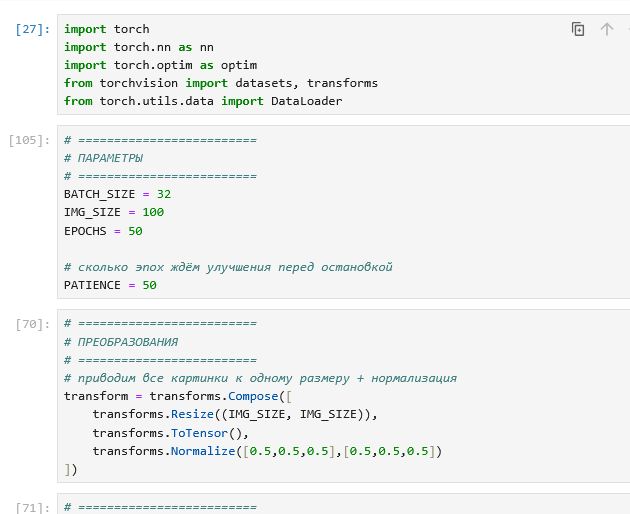 [27]:
import torch
import torch.nn as nn
import torch.optim as optim
from torchvision import datasets, transforms
from torch.utils.data import DataLoader
[105]:
# =========================
# ПАРАМЕТРЫ
# =========================
BATCH_SIZE = 32
IMG_SIZE = 100
EPOCHS = 50
# сколько эпох ждём улучшения перед остановкой
PATIENCE = 50
[70]:
# =========================
# ПРЕОБРАЗОВАНИЯ
# =========================
# приводим все картинки к одному размеру + нормализация
transform = transforms.Compose([
    transforms.Resize((IMG_SIZE, IMG_SIZE)),
    transforms.ToTensor(),
    transforms.Normalize([0.5,0.5,0.5],[0.5,0.5,0.5])
])
[71]:
# =========================